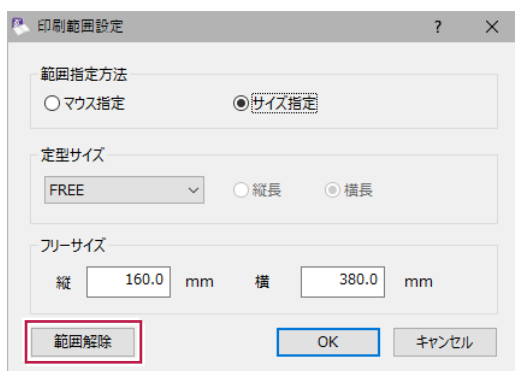 印刷範囲設定 ?
範囲指定方法
マウス指定 サイズ指定
定型サイズ
FREE 縦長 横長
フリーサイズ
縦 160.0 mm 横 380.0 mm
範囲解除 OK キャンセル